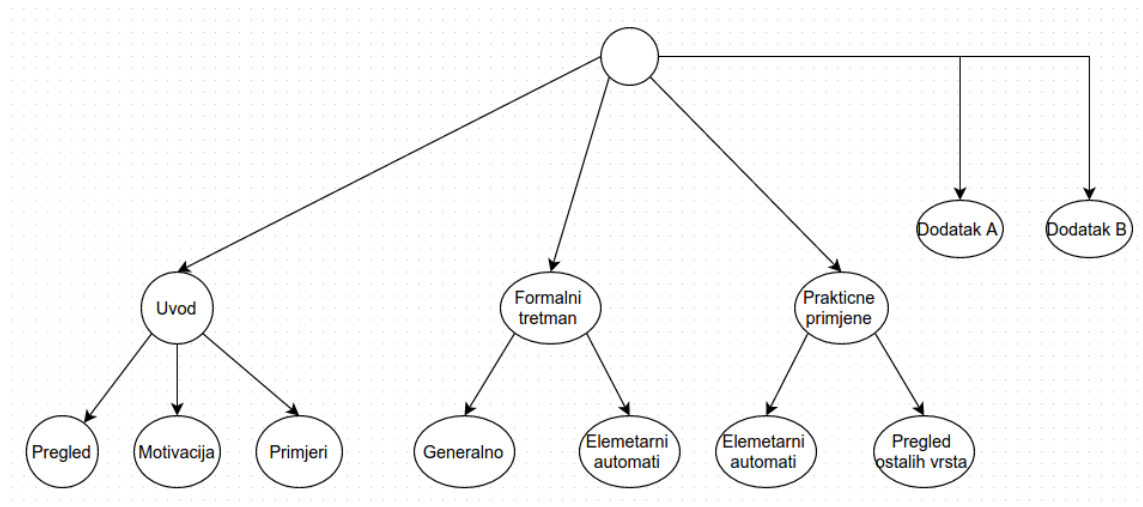 Dodatak A
Dodatak B
Uvod
Formalni
tretman
Prakticne
primjene
Pregled
Motivacija
Primjeri
Generalno
Elemetarni
automati
Elemetarni
automati
Pregled
ostalih vrsta